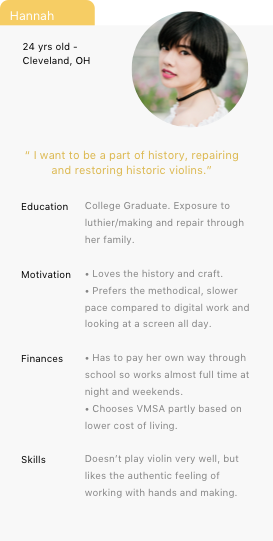 Hannah
24 yrs old -
Cleveland, OH
“ I want to be a part of history, repairing
and restoring historic violins.”
Education
College Graduate. Exposure to
luthier/making and repair through
her family.
Motivation
• Loves the history and craft.
• Prefers the methodical, slower
pace compared to digital work and
looking at a screen all day.
Finances
• Has to pay her own way through
school so works almost full time at
night and weekends.
• Chooses VMSA partly based on
lower cost of living.
Skills
Doesn’t play violin very well, but
likes the authentic feeling of
working with hands and making.